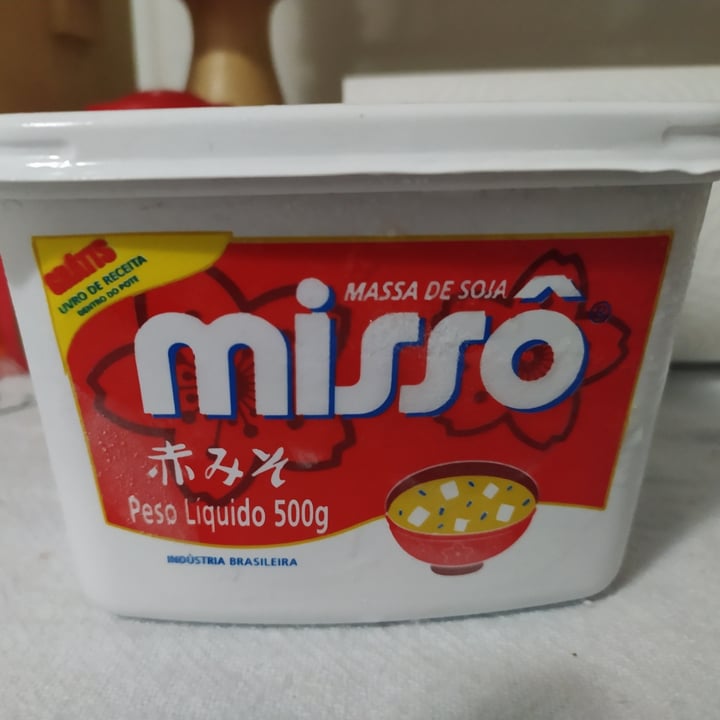 GRÁTIS
LIVRO DE RECEITA
DENTRO DO POTE
MASSA DE SOJA
missô®
赤みそ
Peso Líquido 500g
INDÚSTRIA BRASILEIRA